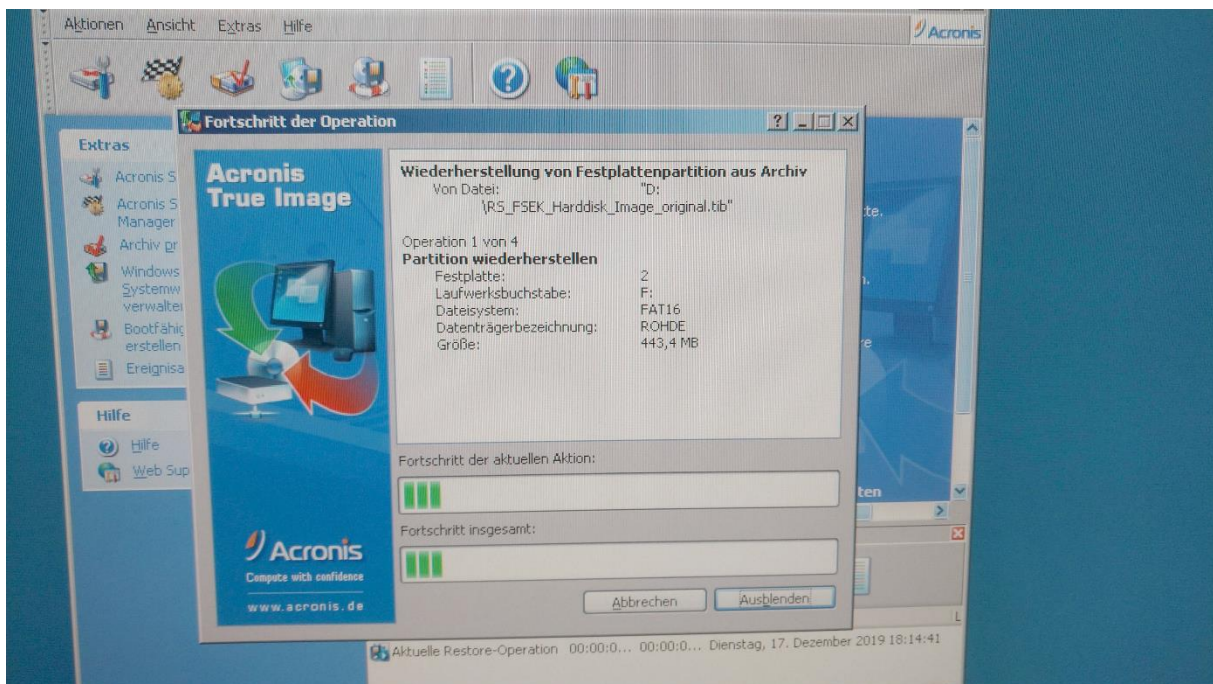 Aktionen Ansicht Extras Hilfe
Acronis
Fortschritt der Operation
Extras
Acronis S
Acronis S
Manager
Archiv pr
Windows
Systemw
verwalte
Bootfähig
erstellen
Ereignisa
Hilfe
Hilfe
Web Sup
Acronis
True Image
Acronis
Compute with confidence
www.acronis.de
Wiederherstellung von Festplattenpartition aus Archiv
Von Datei: "D:
\RS_FSEK_Harddisk_Image_original.tib"
Operation 1 von 4
Partition wiederherstellen
Festplatte: 2
Laufwerksbuchstabe: F:
Dateisystem: FAT16
Datenträgerbezeichnung: ROHDE
Größe: 443,4 MB
Fortschritt der aktuellen Aktion:
Fortschritt insgesamt:
Abbrechen Ausblenden
te.
n.
re
ten
L
Aktuelle Restore-Operation 00:00:0... 00:00:0... Dienstag, 17. Dezember 2019 18:14:41